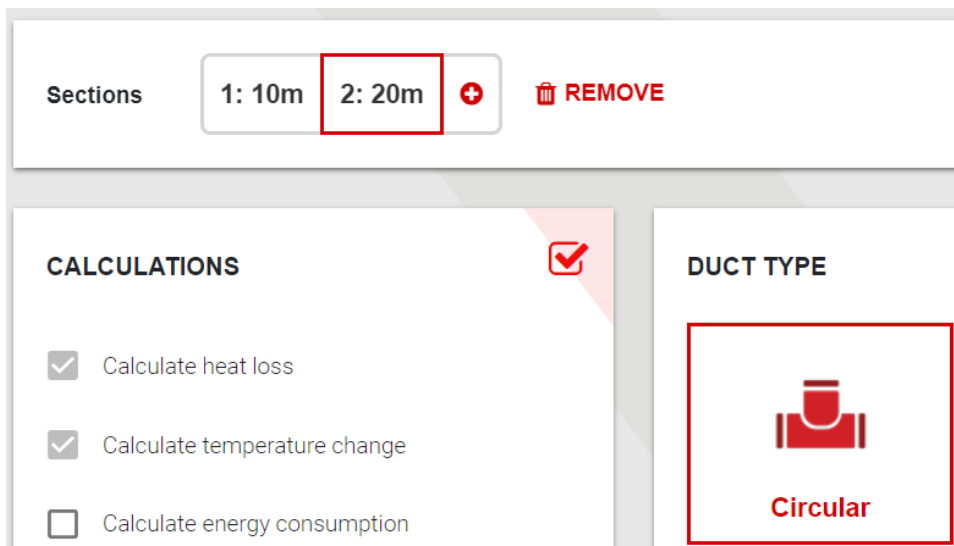 Sections
1: 10m
2: 20m
REMOVE
CALCULATIONS
Calculate heat loss
Calculate temperature change
Calculate energy consumption
DUCT TYPE
Circular